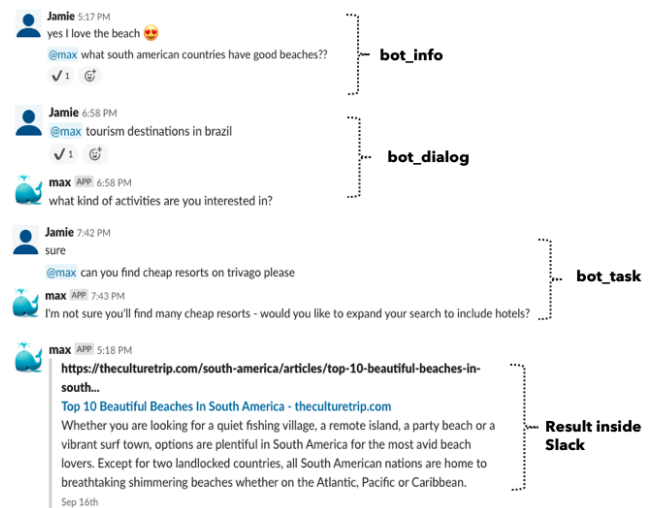 Jamie 5:17 PM
yes I love the beach 😍
@max what south american countries have good beaches??
✓ 1
bot_info
Jamie 6:58 PM
@max tourism destinations in brazil
✓ 1
bot_dialog
max APP 6:58 PM
what kind of activities are you interested in?
Jamie 7:42 PM
sure
@max can you find cheap resorts on trivago please
bot_task
max APP 7:43 PM
I'm not sure you'll find many cheap resorts - would you like to expand your search to include hotels?
max APP 5:18 PM
https://theculturetrip.com/south-america/articles/top-10-beautiful-beaches-in-
south...
Top 10 Beautiful Beaches In South America - theculturetrip.com
Whether you are looking for a quiet fishing village, a remote island, a party beach or a
vibrant surf town, options are plentiful in South America for the most avid beach
lovers. Except for two landlocked countries, all South American nations are home to
breathtaking shimmering beaches whether on the Atlantic, Pacific or Caribbean.
Sep 16th
Result inside
Slack